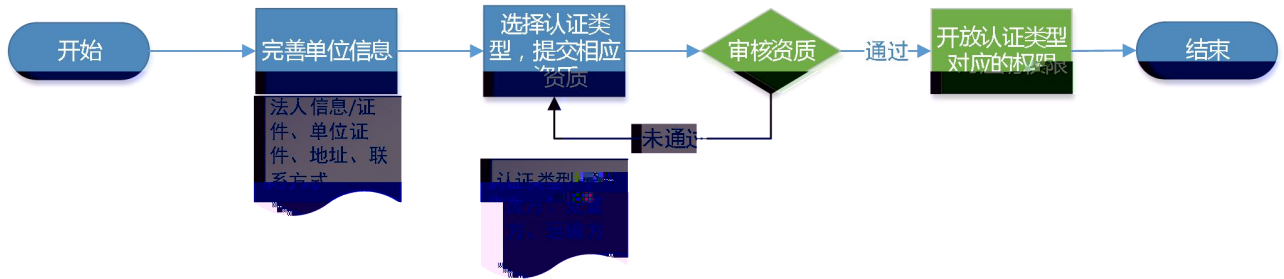 开始
完善单位信息
选择认证类
型，提交相应
资质
审核资质
通过
开放认证类型
对应的权限
结束
法人信息/证
件、单位证
件、地址、联
系方式
未通过
认证类型